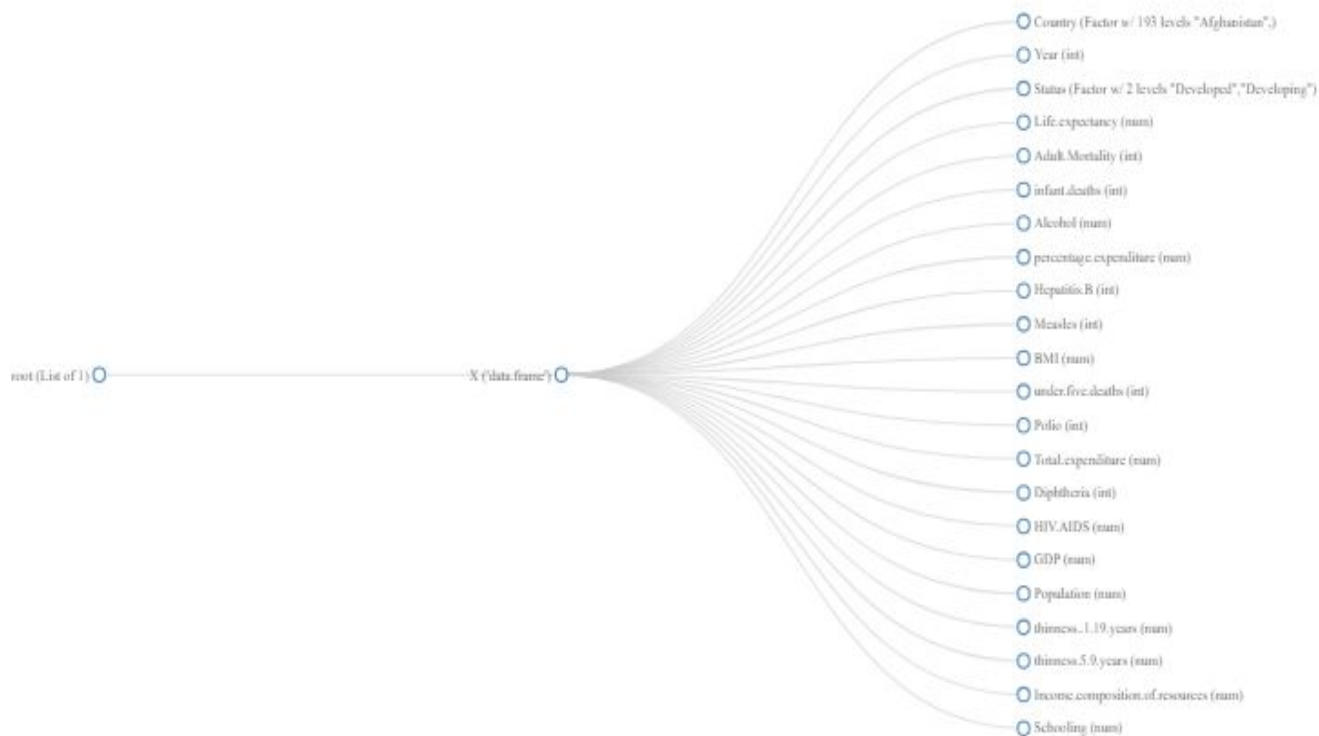 Country (Factor w/ 193 levels "Afghanistan",)
Year (int)
Status (Factor w/ 2 levels "Developed","Developing")
Life.expectancy (num)
Adult.Mortality (int)
infant.deaths (int)
Alcohol (num)
percentage.expenditure (num)
Hepatitis.B (int)
Measles (int)
BMI (num)
root (List of 1)
X ('data.frame')
under.five.deaths (int)
Polio (int)
Total.expenditure (num)
Diphtheria (int)
HIV.AIDS (num)
GDP (num)
Population (num)
thinness..1.19.years (num)
thinness.5.9.years (num)
Income.composition.of.resources (num)
Schooling (num)